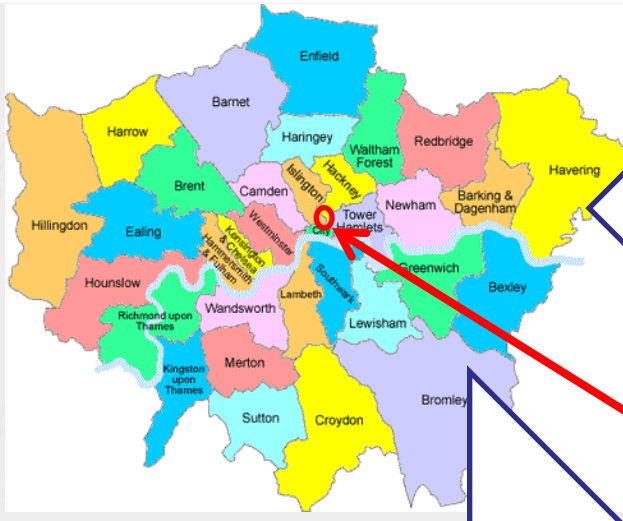 Enfield
Barnet
Harrow
Haringey
Waltham
Forest
Redbridge
Havering
Brent
Camden
Islington
Hackney
Newham
Barking &
Dagenham
Hillingdon
Ealing
Westminster
City
Tower
Hamlets
Kensington
& Chelsea
Hammersmith
& Fulham
Hounslow
Greenwich
Bexley
Richmond upon
Thames
Wandsworth
Lambeth
Southwark
Lewisham
Kingston
upon
Thames
Merton
Sutton
Croydon
Bromley